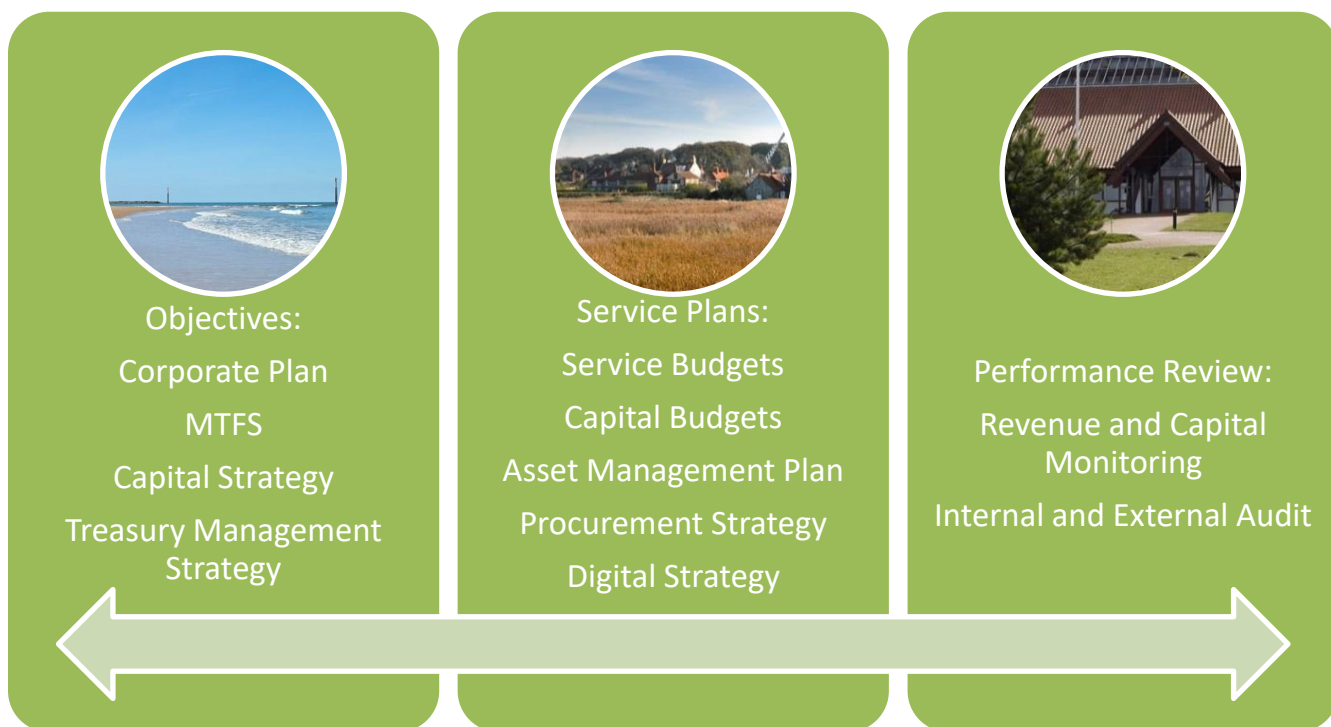 Objectives:
Corporate Plan
MTFS
Capital Strategy
Treasury Management
Strategy
Service Plans:
Service Budgets
Capital Budgets
Asset Management Plan
Procurement Strategy
Digital Strategy
Performance Review:
Revenue and Capital
Monitoring
Internal and External Audit